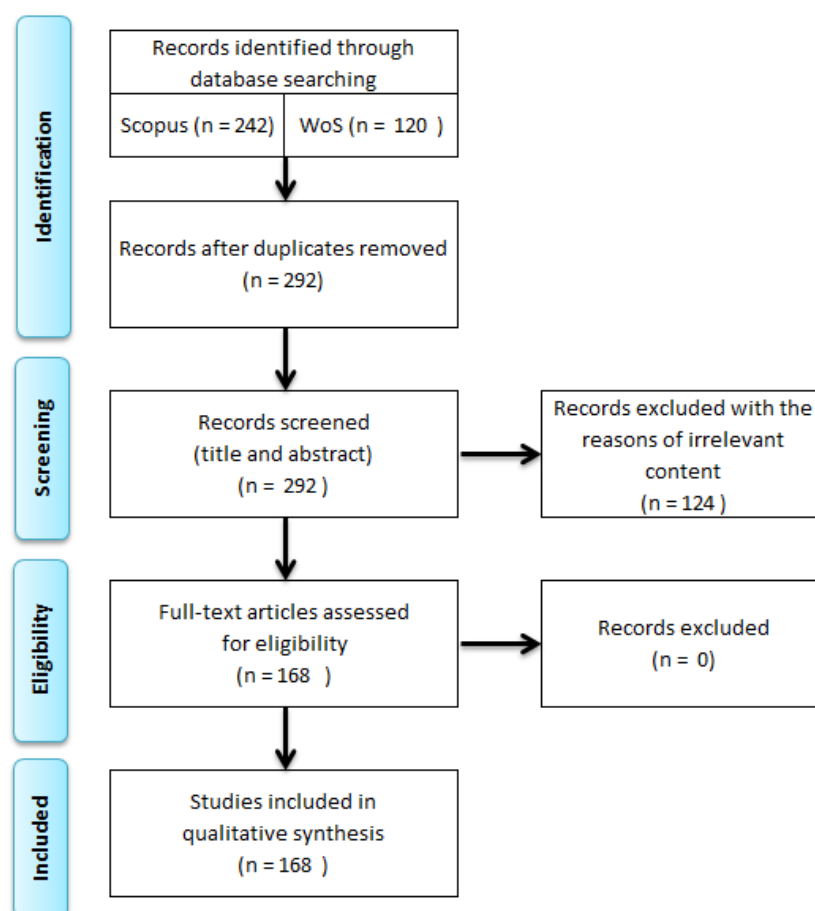 Identification
Records identified through
database searching
Scopus (n = 242)
WoS (n = 120 )
Records after duplicates removed
(n = 292)
Screening
Records screened
(title and abstract)
(n = 292 )
Records excluded with the
reasons of irrelevant
content
(n = 124 )
Eligibility
Full-text articles assessed
for eligibility
(n = 168 )
Records excluded
(n = 0)
Included
Studies included in
qualitative synthesis
(n = 168 )